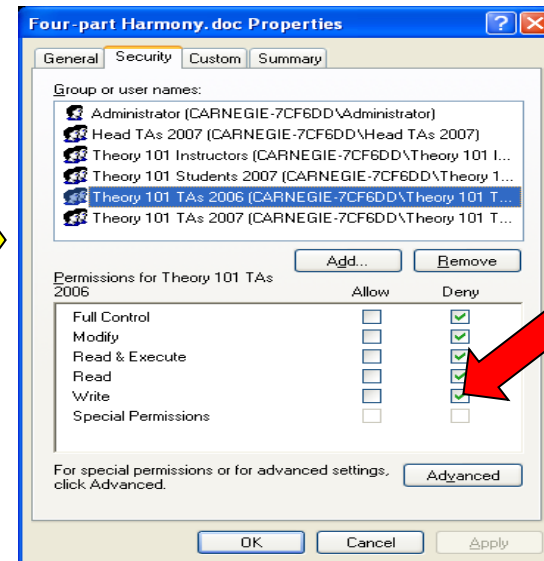 Four-part Harmony.doc Properties
General Security Custom Summary
Group or user names:
Administrator (CARNEGIE-7CF6DD\Administrator)
Head TAs 2007 (CARNEGIE-7CF6DD\Head TAs 2007)
Theory 101 Instructors (CARNEGIE-7CF6DD\Theory 101 I...
Theory 101 Students 2007 (CARNEGIE-7CF6DD\Theory 1...
Theory 101 TAs 2006 (CARNEGIE-7CF6DD\Theory 101 T...
Theory 101 TAs 2007 (CARNEGIE-7CF6DD\Theory 101 T...
Add... Remove
Permissions for Theory 101 TAs
2006 Allow Deny
Full Control
Modify
Read & Execute
Read
Write
Special Permissions
For special permissions or for advanced settings,
click Advanced.
Advanced
OK Cancel Apply